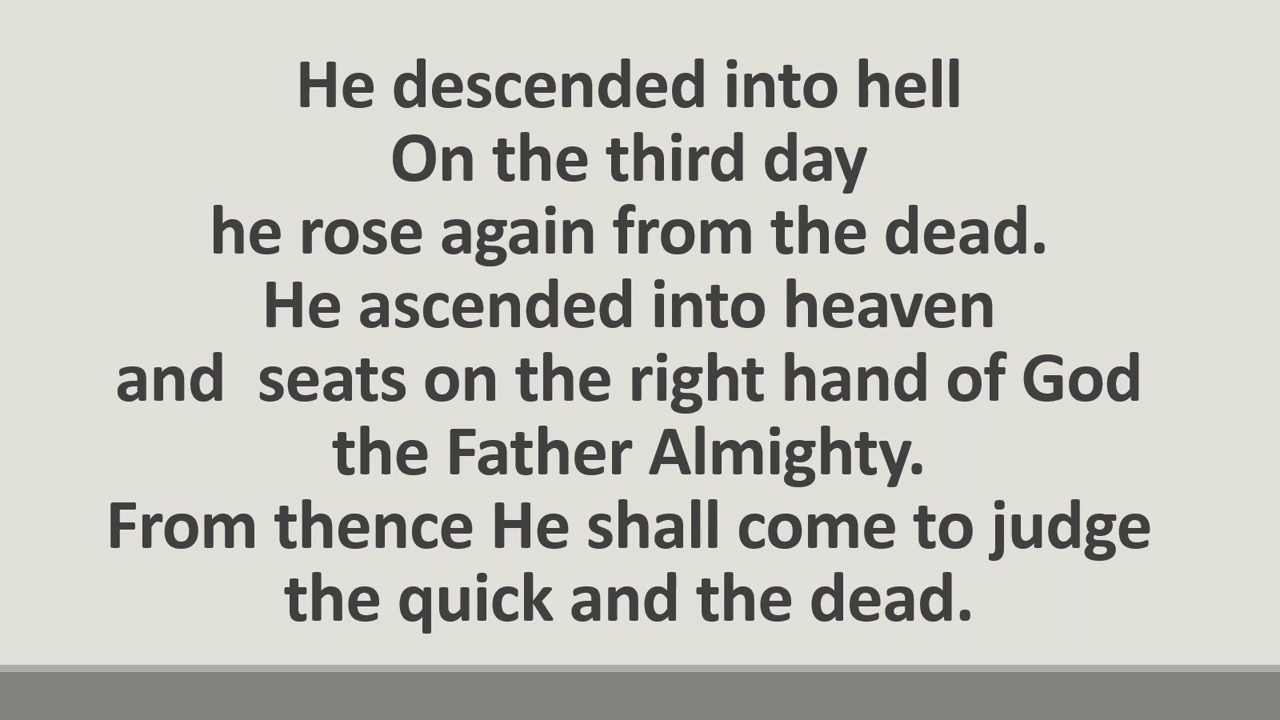 He descended into hell
On the third day
he rose again from the dead.
He ascended into heaven
and  seats on the right hand of God
the Father Almighty.
From thence He shall come to judge
the quick and the dead.